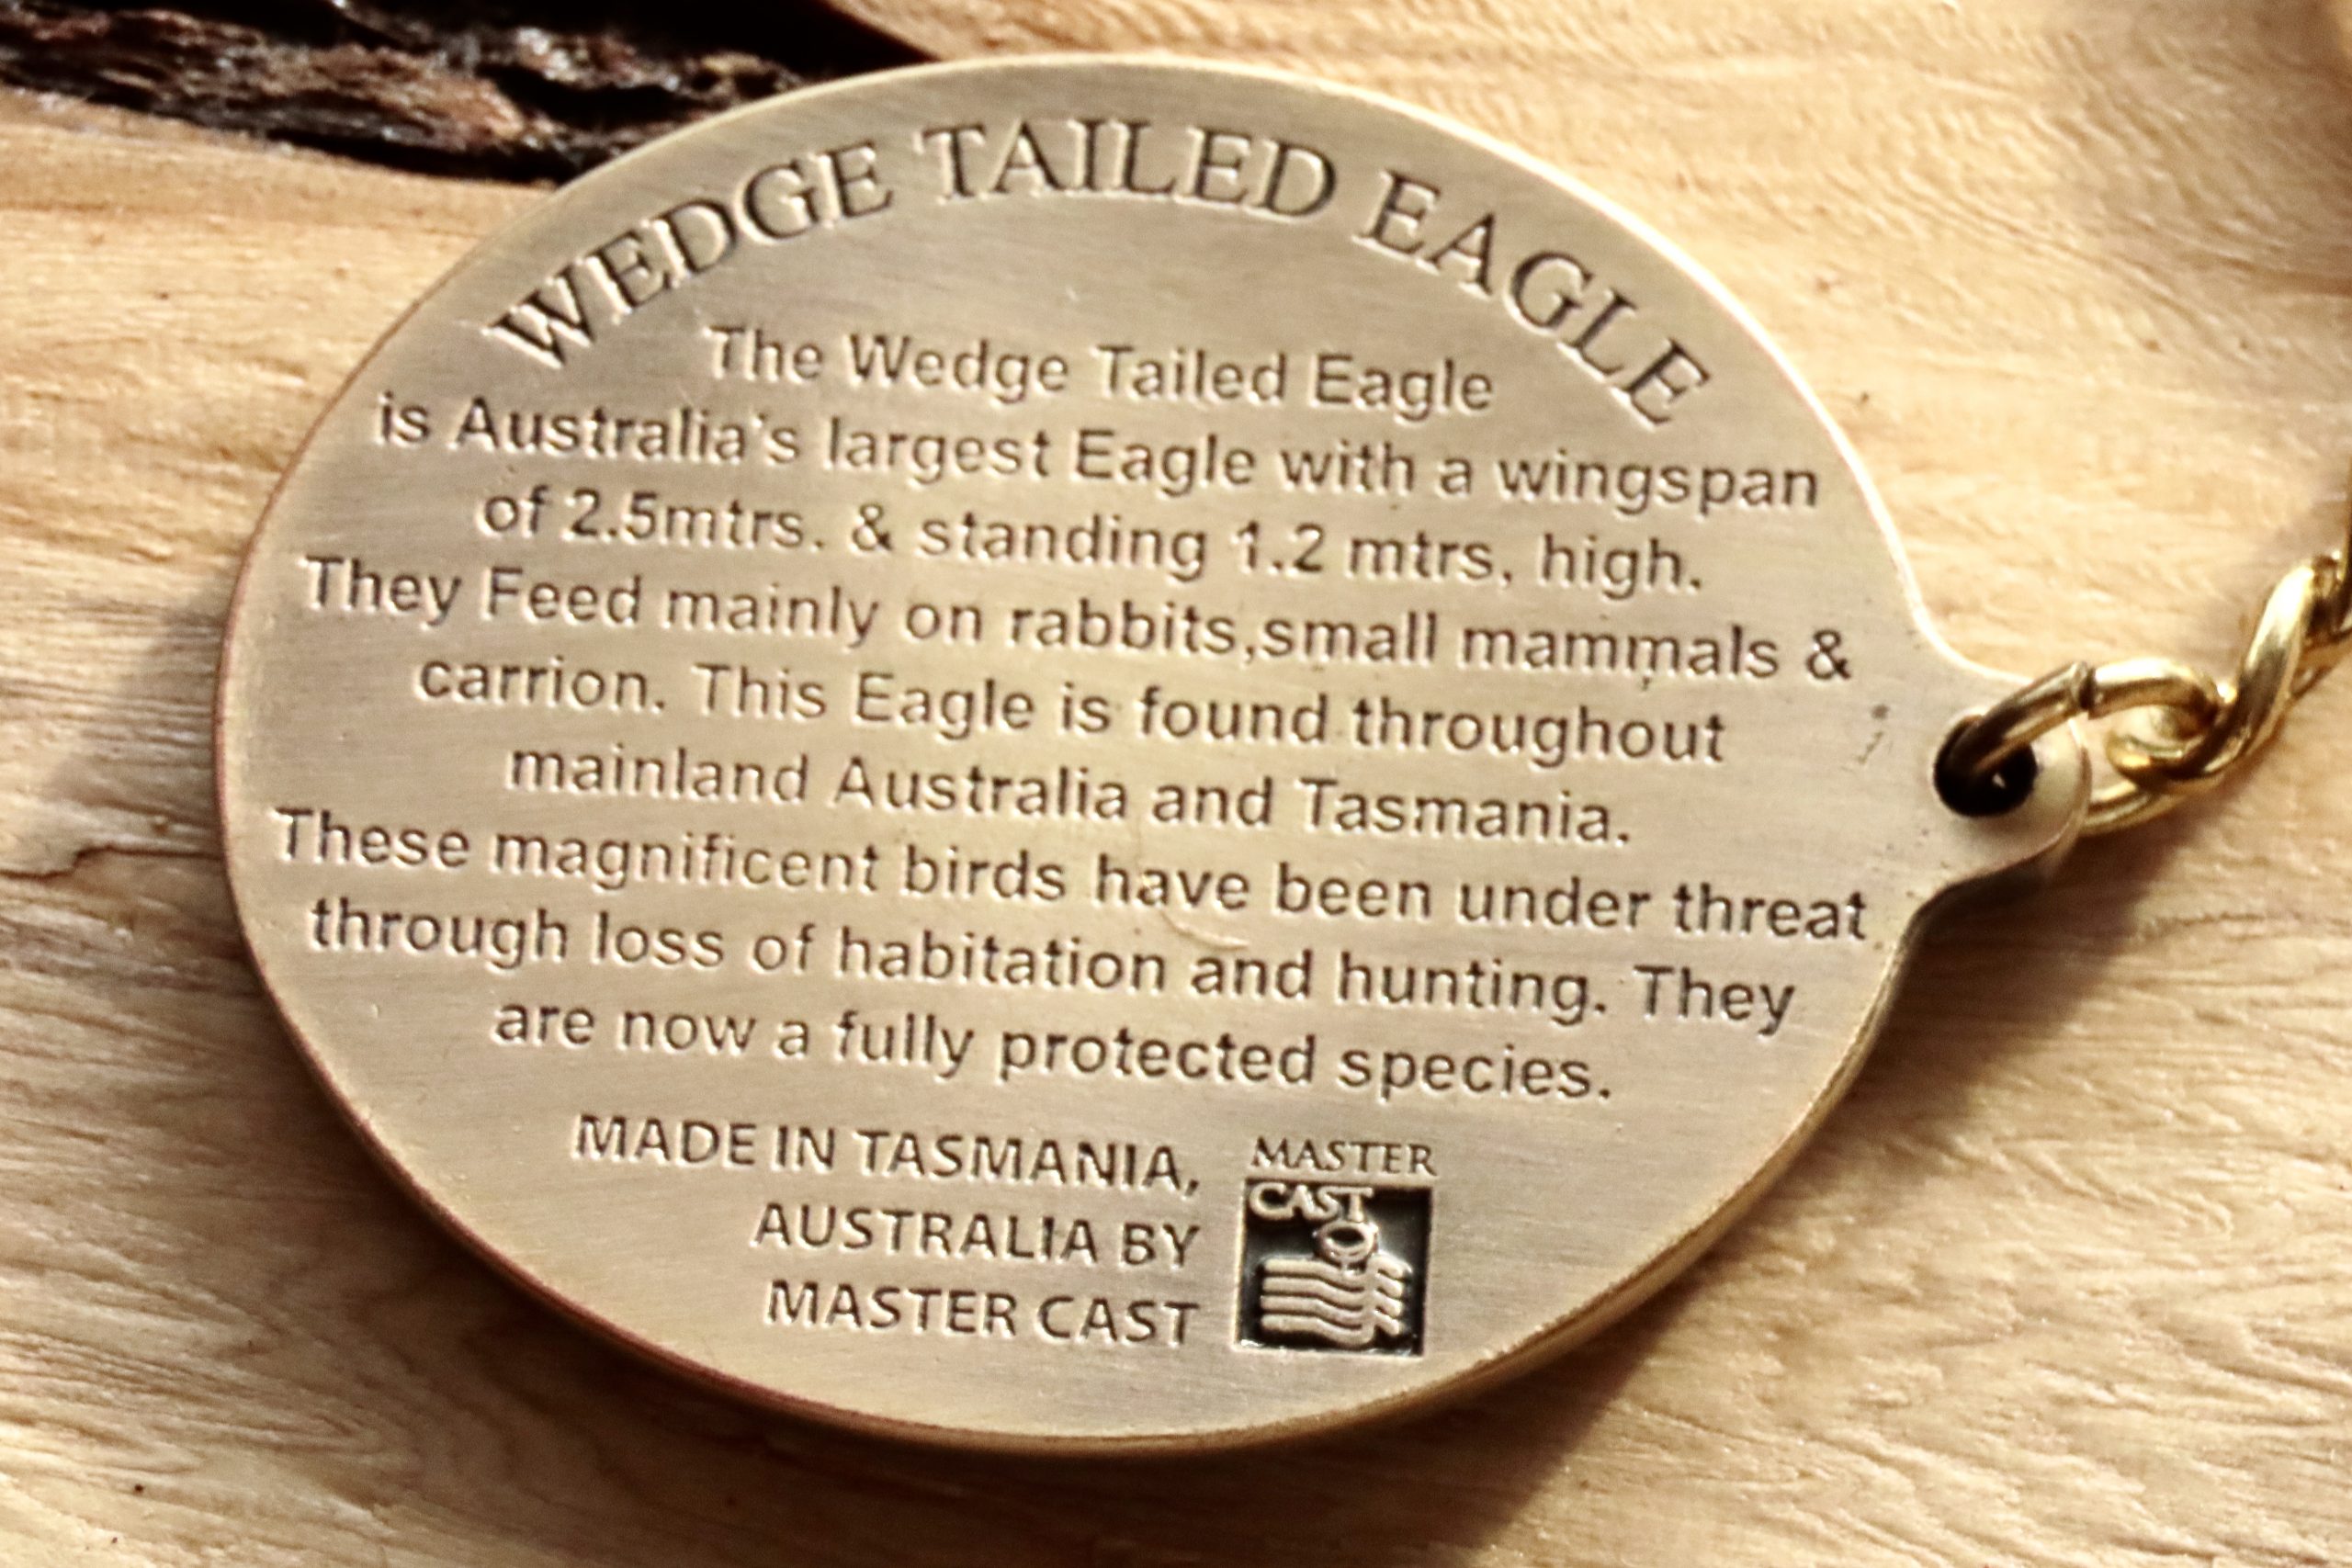 WEDGE TAILED EAGLE
The Wedge Tailed Eagle
is Australia's largest Eagle with a wingspan
of 2.5mtrs. & standing 1.2 mtrs, high.
They Feed mainly on rabbits,small mammals &
carrion. This Eagle is found throughout
mainland Australia and Tasmania.
These magnificent birds have been under threat
through loss of habitation and hunting. They
are now a fully protected species.
MADE IN TASMANIA,
AUSTRALIA BY
MASTER CAST
MASTER
CAST